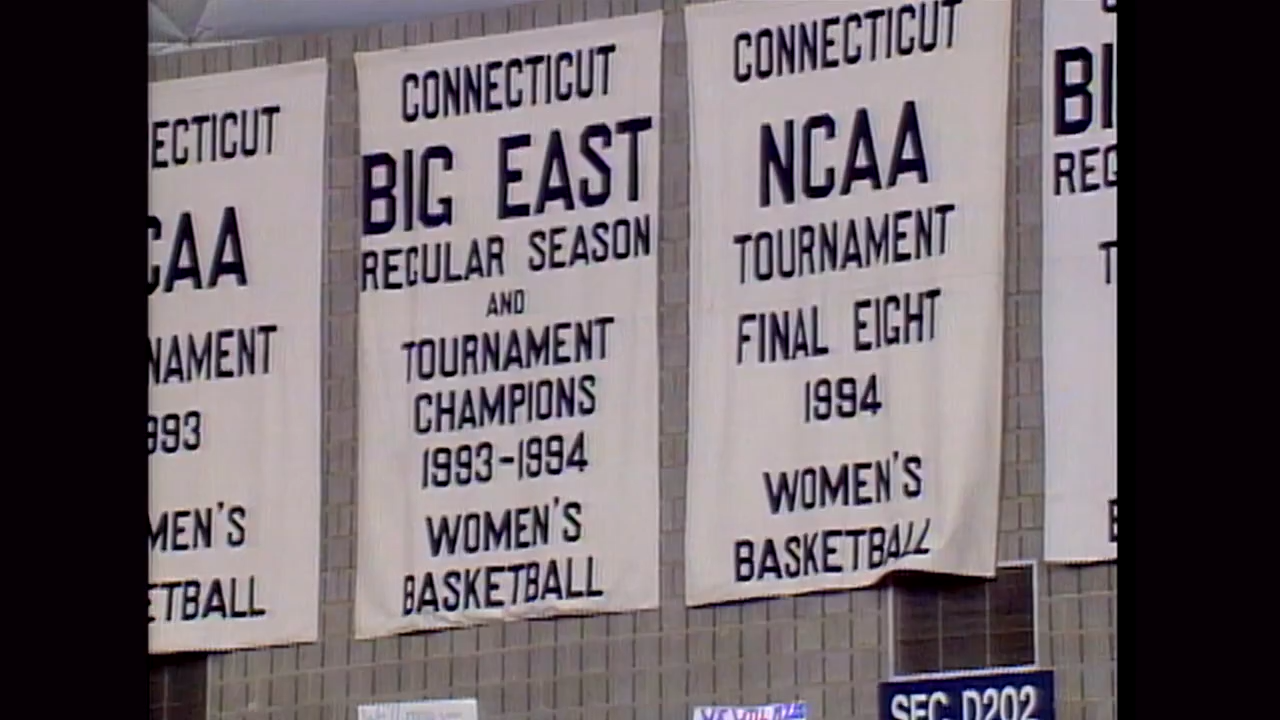 ECTICUT
CAA
NAMENT
993
MEN'S
ETBALL
CONNECTICUT
BIG EAST
REGULAR SEASON
AND
TOURNAMENT
CHAMPIONS
1993-1994
WOMEN'S
BASKETBALL
CONNECTICUT
NCAA
TOURNAMENT
FINAL EIGHT
1994
WOMEN'S
BASKETBALL
BI
REG
T
B
SEC D202